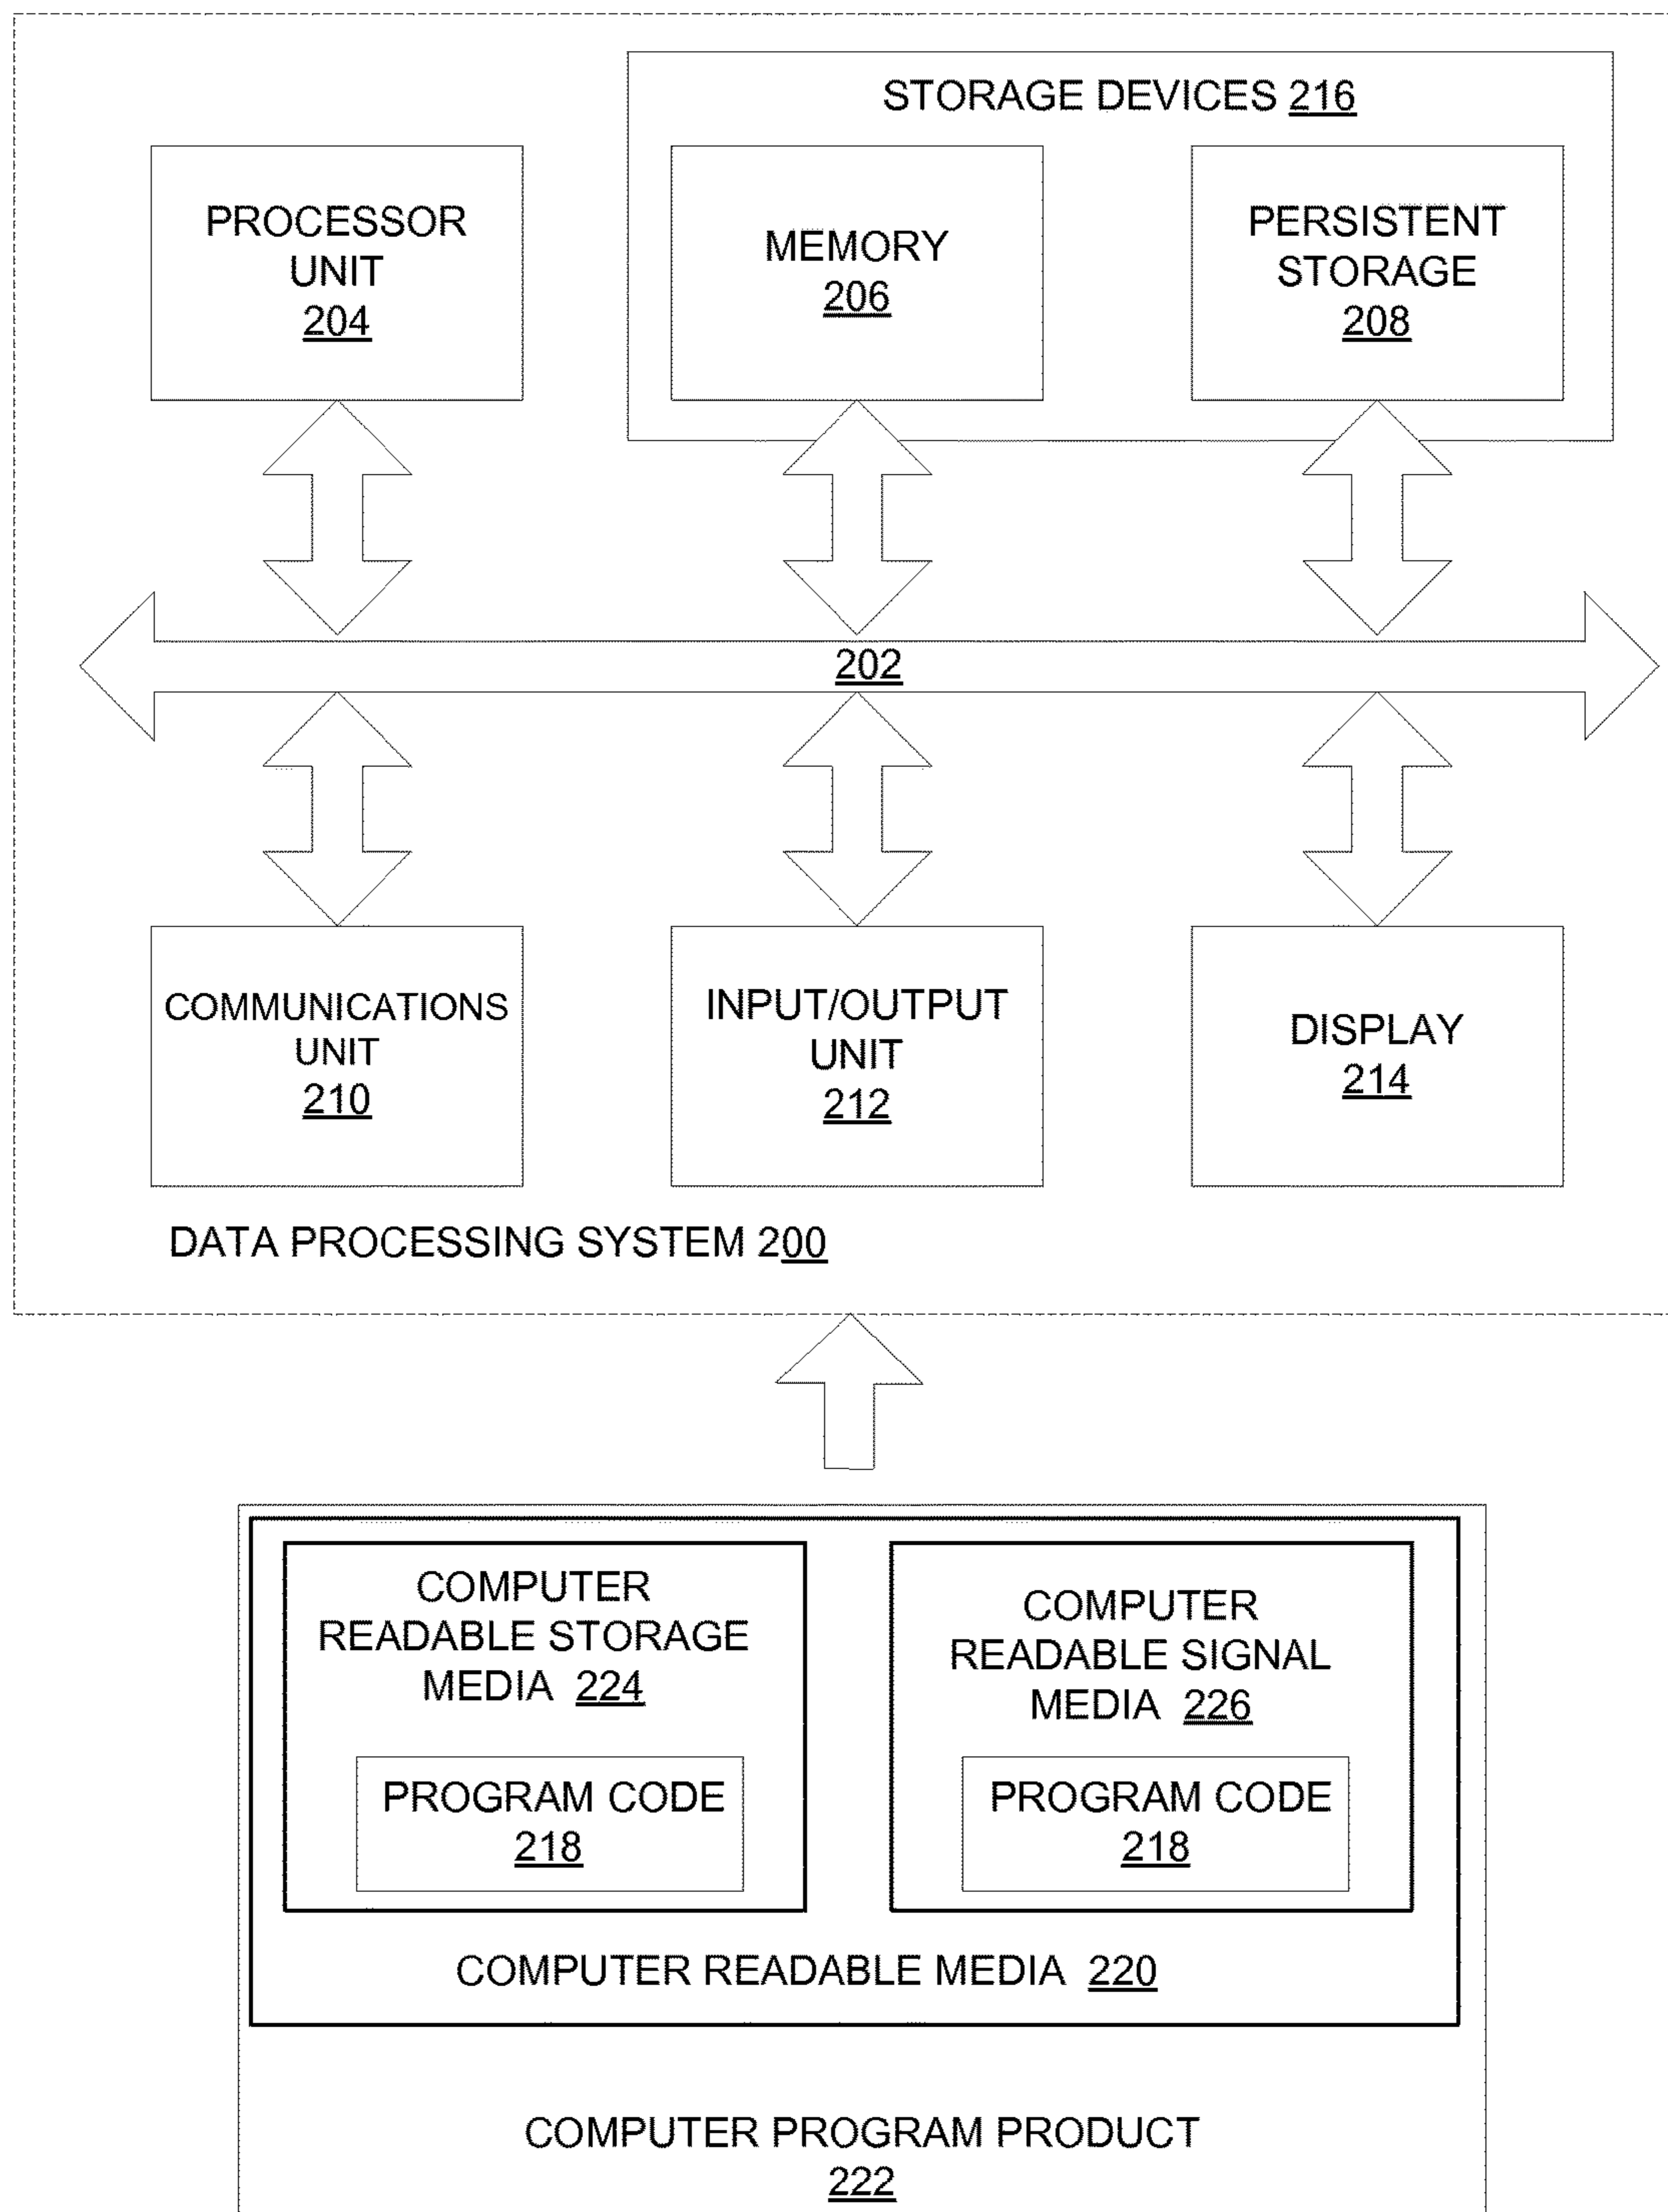 STORAGE DEVICES 216
PROCESSOR
UNIT
204
MEMORY
206
PERSISTENT
STORAGE
208
202
COMMUNICATIONS
UNIT
210
INPUT/OUTPUT
UNIT
212
DISPLAY
214
DATA PROCESSING SYSTEM 200
COMPUTER
READABLE STORAGE
MEDIA 224
PROGRAM CODE
218
COMPUTER
READABLE SIGNAL
MEDIA 226
PROGRAM CODE
218
COMPUTER READABLE MEDIA 220
COMPUTER PROGRAM PRODUCT
222